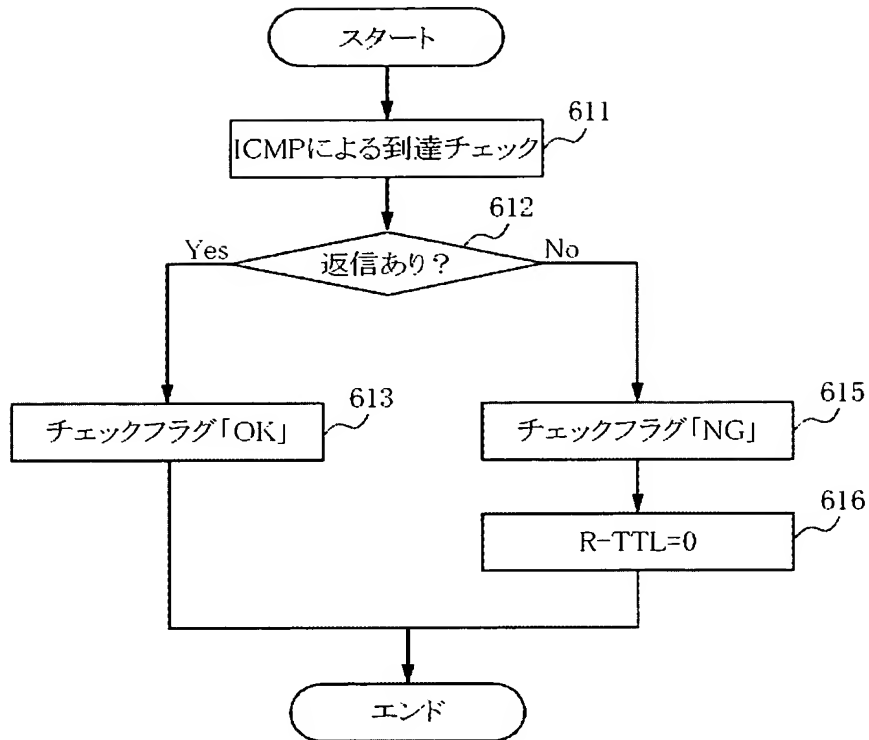 スタート
611
ICMPによる到達チェック
612
Yes
返信あり?
No
613
チェックフラグ「OK」
615
チェックフラグ「NG」
616
R-TTL=0
エンド